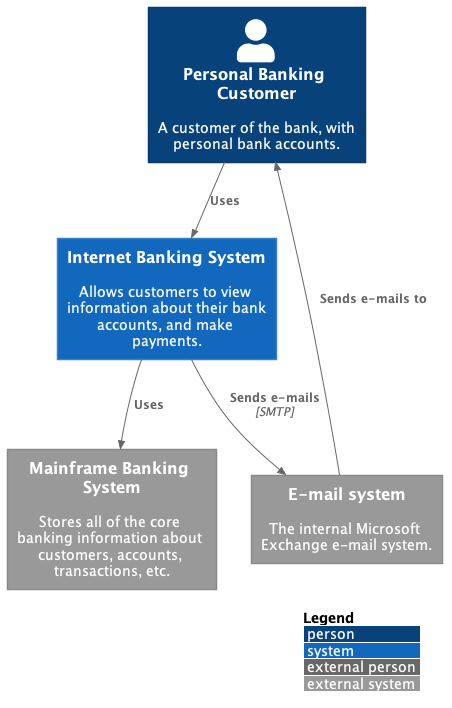 Personal Banking
Customer
A customer of the bank, with
personal bank accounts.
Uses
Internet Banking System
Allows customers to view
information about their bank
accounts, and make
payments.
Sends e-mails to
Uses
Sends e-mails
[SMTP]
Mainframe Banking
System
Stores all of the core
banking information about
customers, accounts,
transactions, etc.
E-mail system
The internal Microsoft
Exchange e-mail system.
Legend
person
system
external person
external system